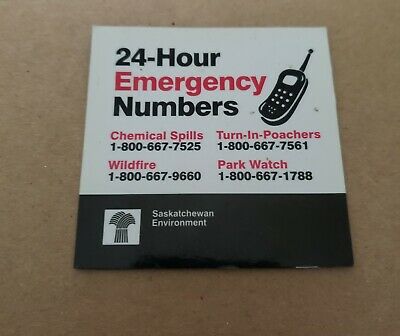 24-Hour
Emergency
Numbers
Chemical Spills Turn-In-Poachers
1-800-667-7525 1-800-667-7561
Wildfire Park Watch
1-800-667-9660 1-800-667-1788
Saskatchewan
Environment